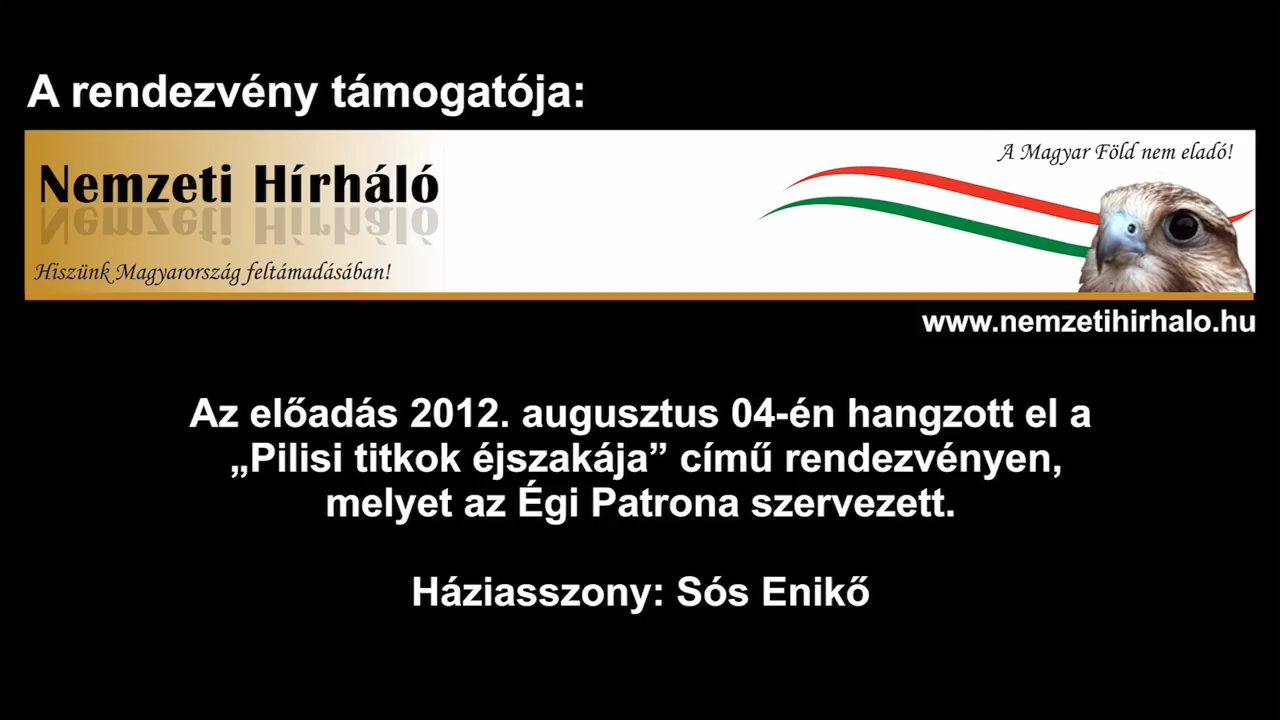 A rendezvény támogatója:
A Magyar Föld nem eladó!
Nemzeti Hírháló
Hiszünk Magyarország feltámadásában!
www.nemzetihirhalo.hu
Az előadás 2012. augusztus 04-én hangzott el a
„Pilisi titkok éjszakája” című rendezvényen,
melyet az Égi Patrona szervezett.
Háziasszony: Sós Enikő